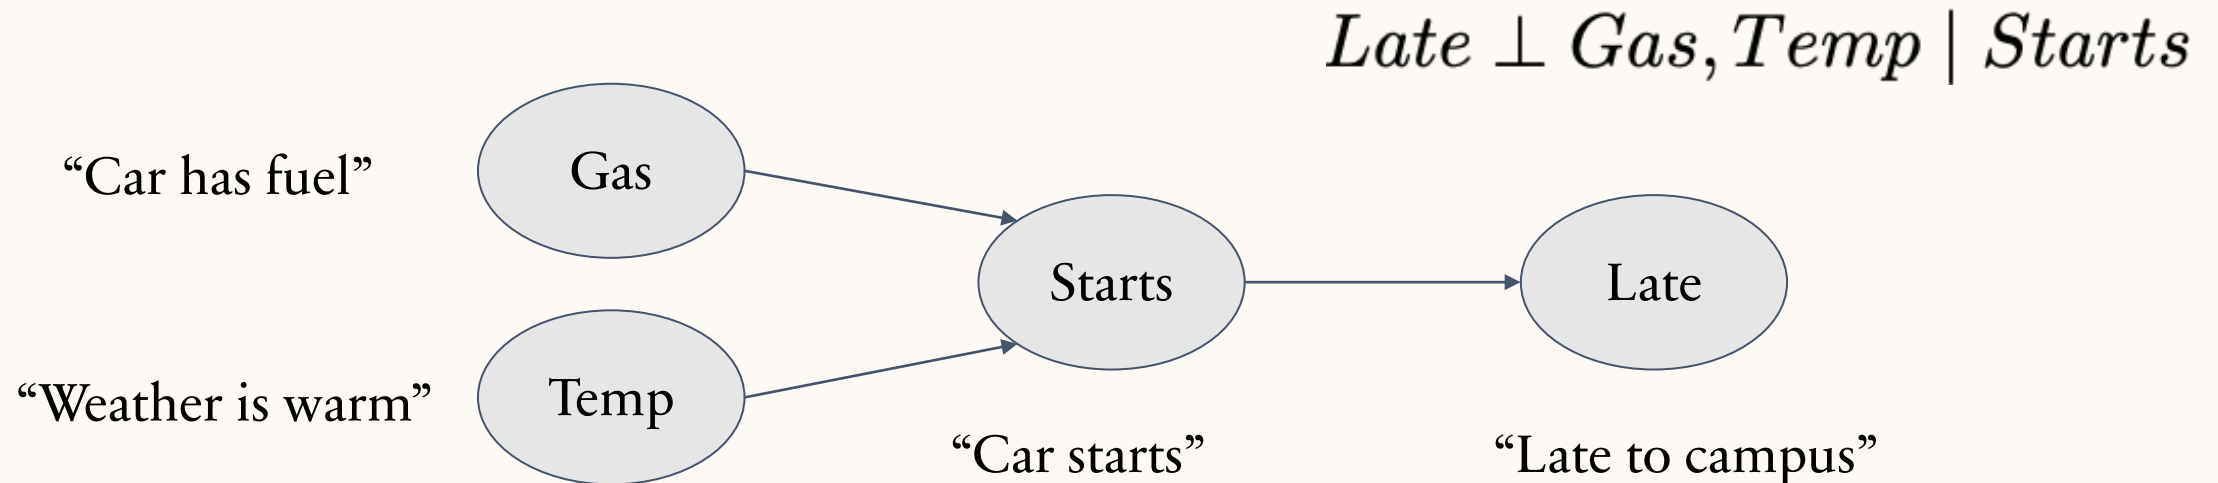 Late ⊥ Gas, Temp | Starts
“Car has fuel”
Gas
Starts
Late
“Weather is warm”
Temp
“Car starts”
“Late to campus”